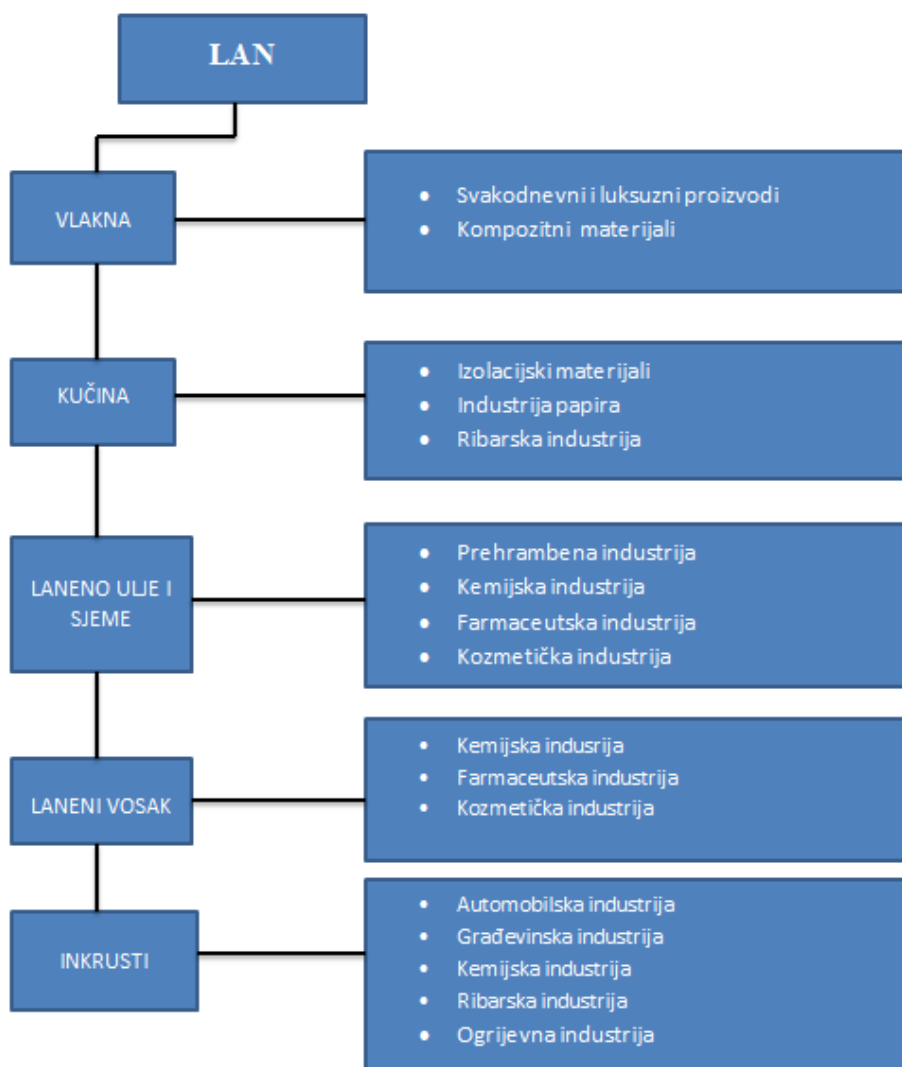 LAN
VLAKNA
• Svakodnevni i luksuzni proizvodi
• Kompozitni materijali
KUČINA
• Izolacijski materijali
• Industrija papira
• Ribarska industrija
LANENO ULJE I
SJEME
• Prehrambena industrija
• Kemijska industrija
• Farmaceutska industrija
• Kozmetička industrija
LANENI VOSAK
• Kemijska indusrija
• Farmaceutska industrija
• Kozmetička industrija
INKRUSTI
• Automobilska industrija
• Građevinska industrija
• Kemijska industrija
• Ribarska industrija
• Ogrijevna industrija